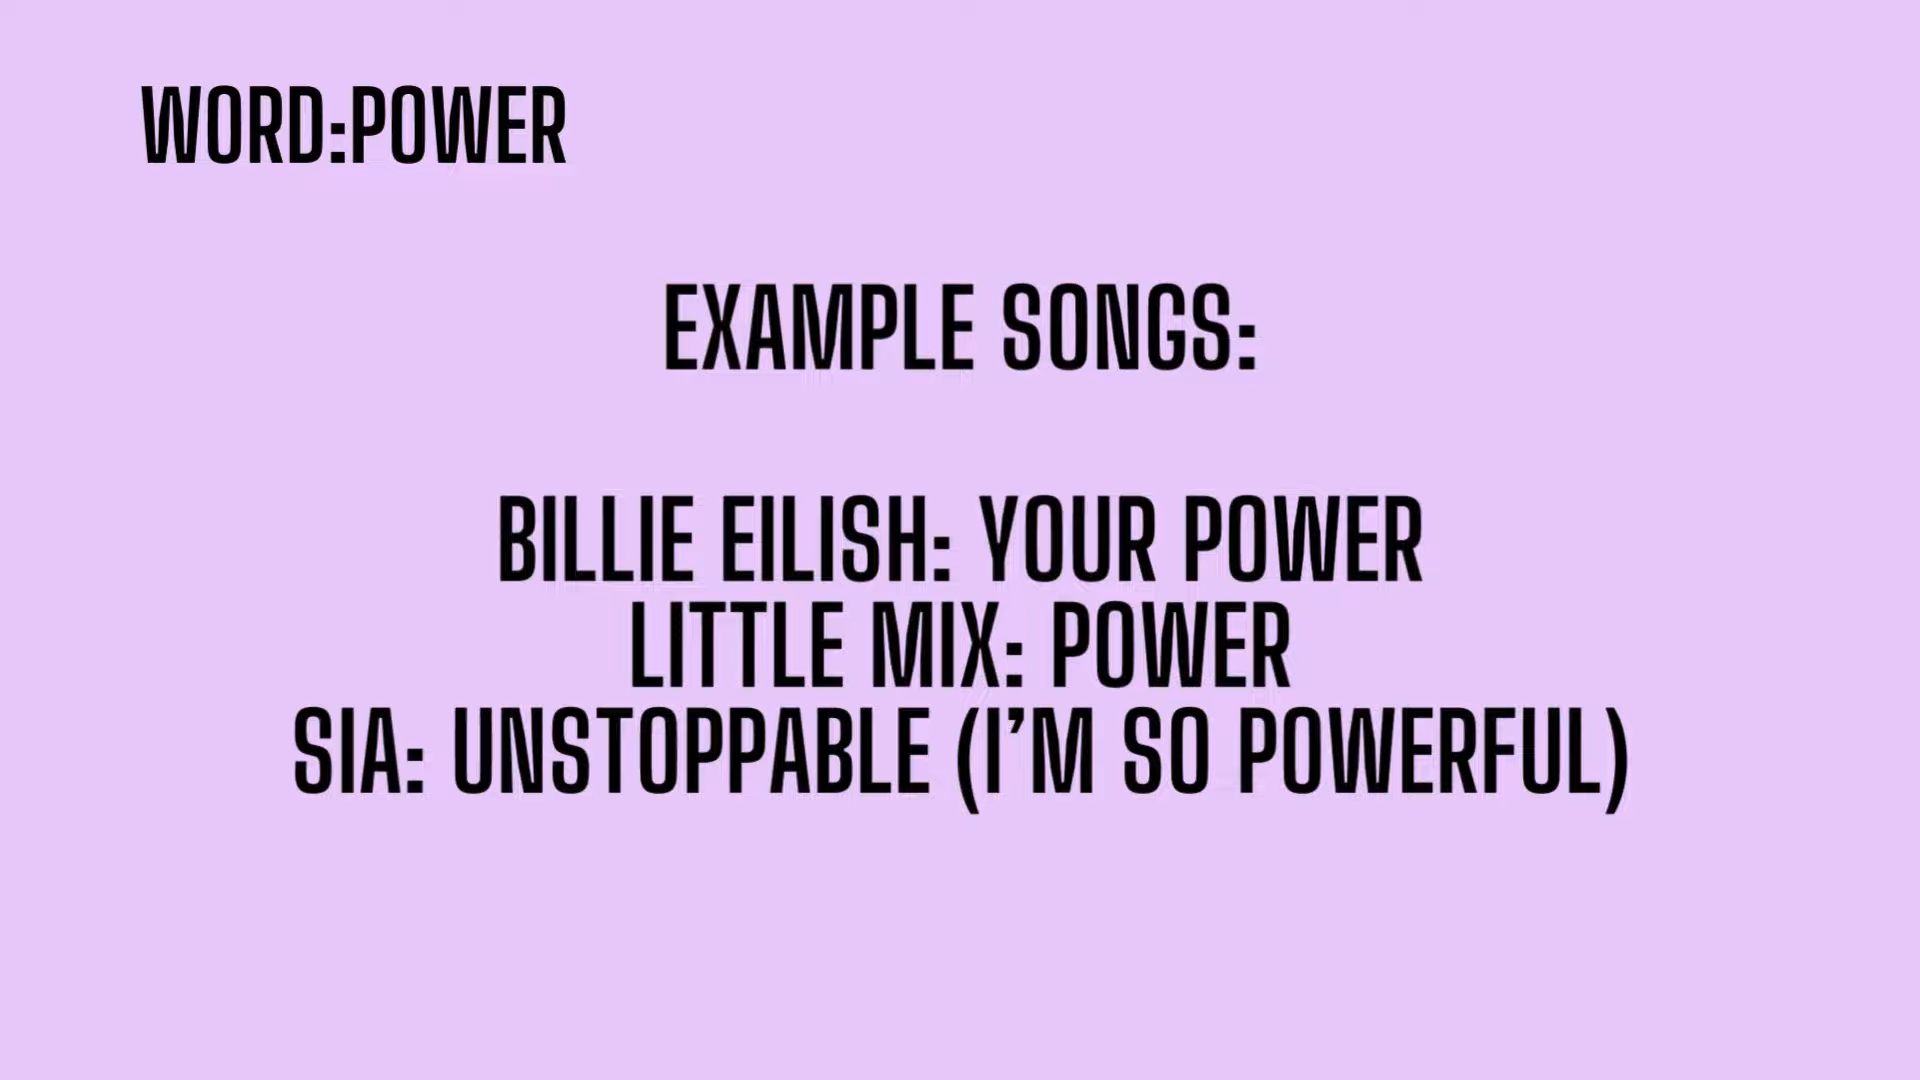 WORD:POWER
EXAMPLE SONGS:
BILLIE EILISH: YOUR POWER
LITTLE MIX: POWER
SIA: UNSTOPPABLE (I’M SO POWERFUL)